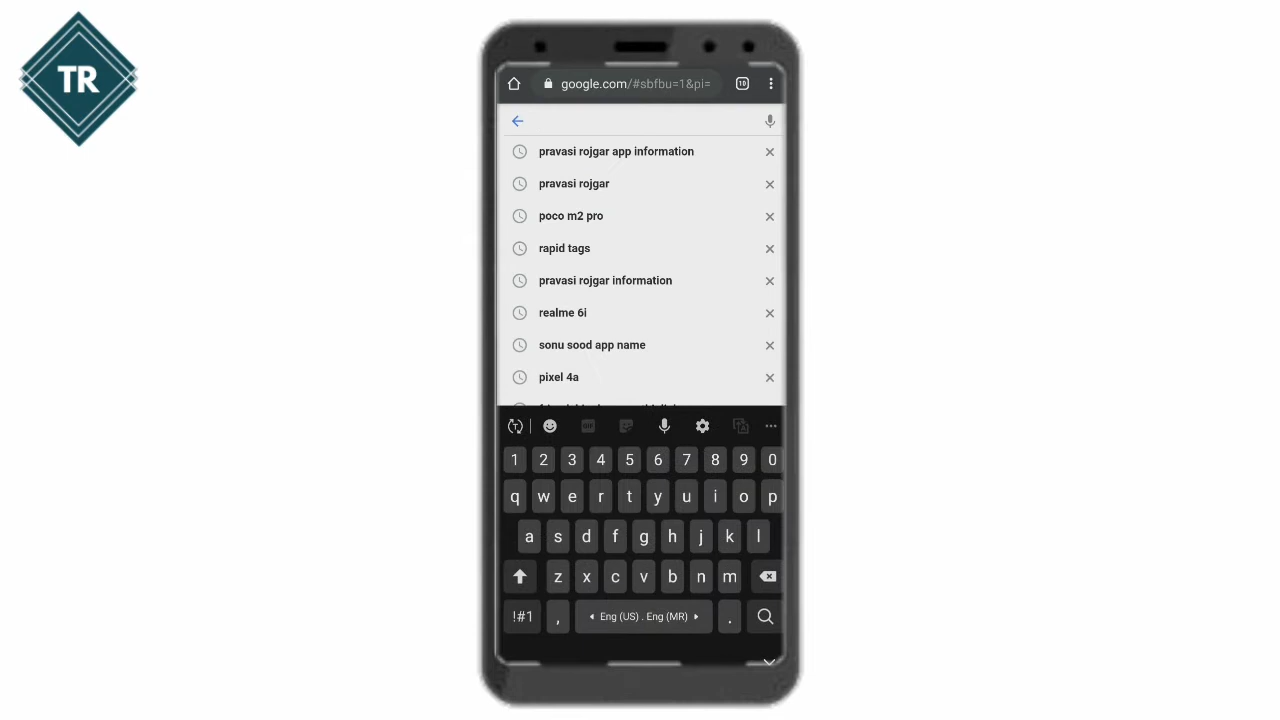 TR
google.com/#sbfbu=1&pi=
10
pravasi rojgar app information
pravasi rojgar
poco m2 pro
rapid tags
pravasi rojgar information
realme 6i
sonu sood app name
pixel 4a
GIF
1 2 3 4 5 6 7 8 9 0
q w e r t y u i o p
a s d f g h j k l
z x c v b n m
!#1 , Eng (US) . Eng (MR) .